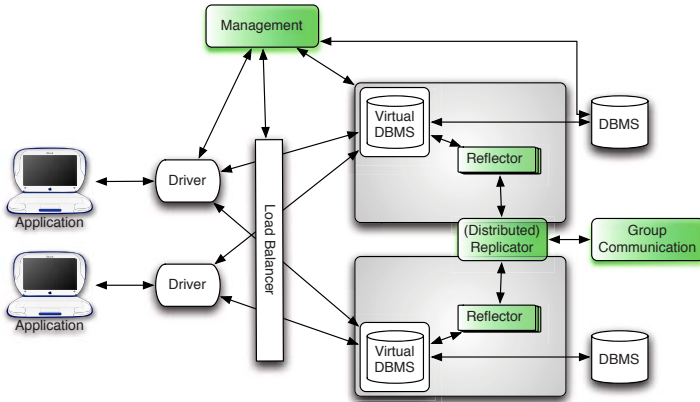 Management
Virtual
DBMS
DBMS
Reflector
Driver
Application
Load Balancer
(Distributed)
Replicator
Group
Communication
Driver
Application
Reflector
Virtual
DBMS
DBMS